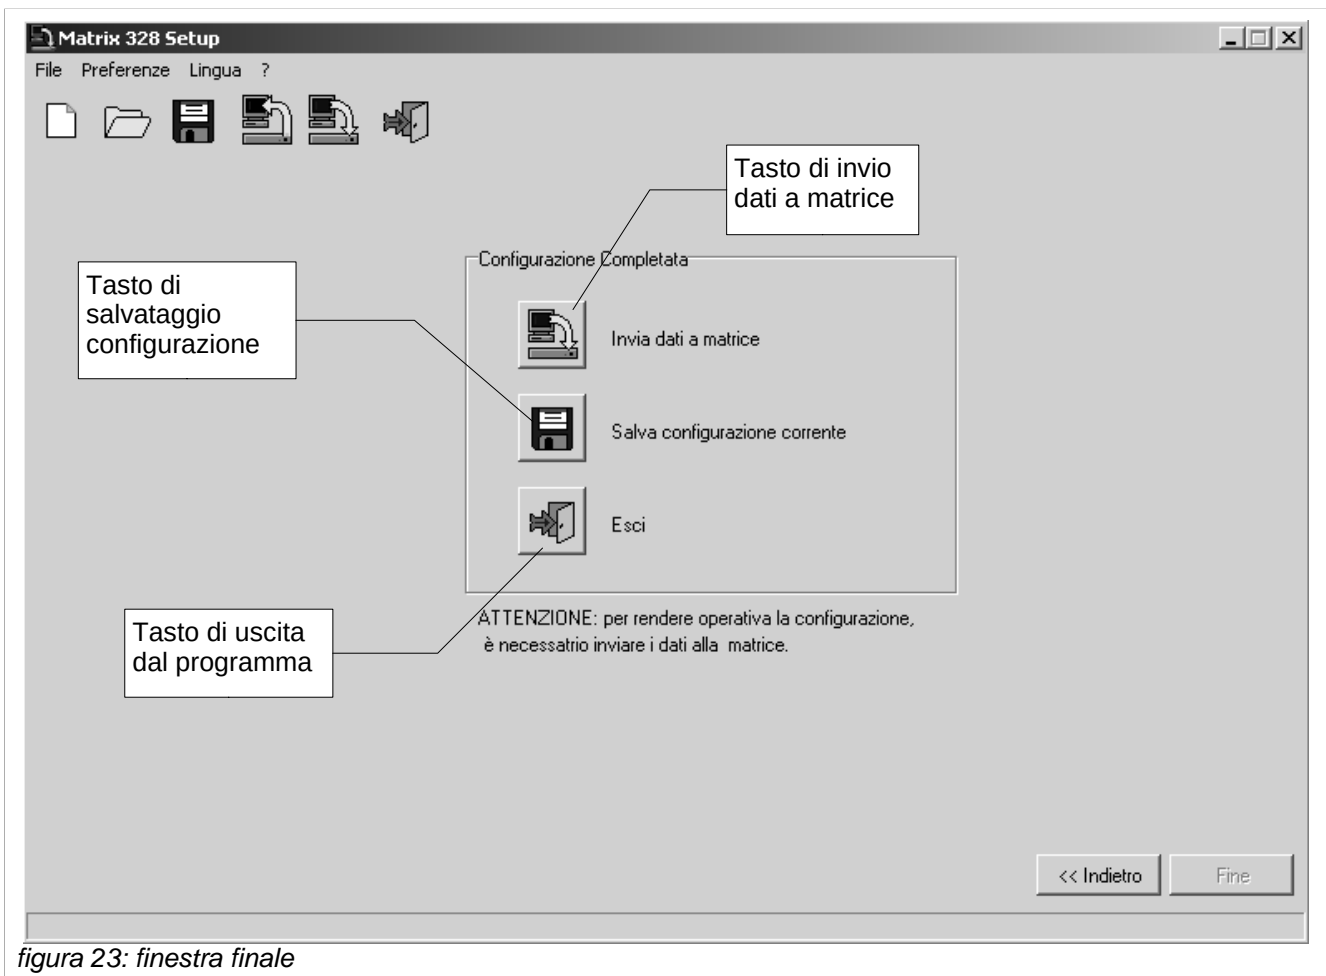 Matrix 328 Setup
File Preferenze Lingua ?
Tasto di invio
dati a matrice
Configurazione Completata
Tasto di
salvataggio
configurazione
Invia dati a matrice
Salva configurazione corrente
Esci
ATTENZIONE: per rendere operativa la configurazione,
è necessatrio inviare i dati alla matrice.
Tasto di uscita
dal programma
<< Indietro
Fine
figura 23: finestra finale